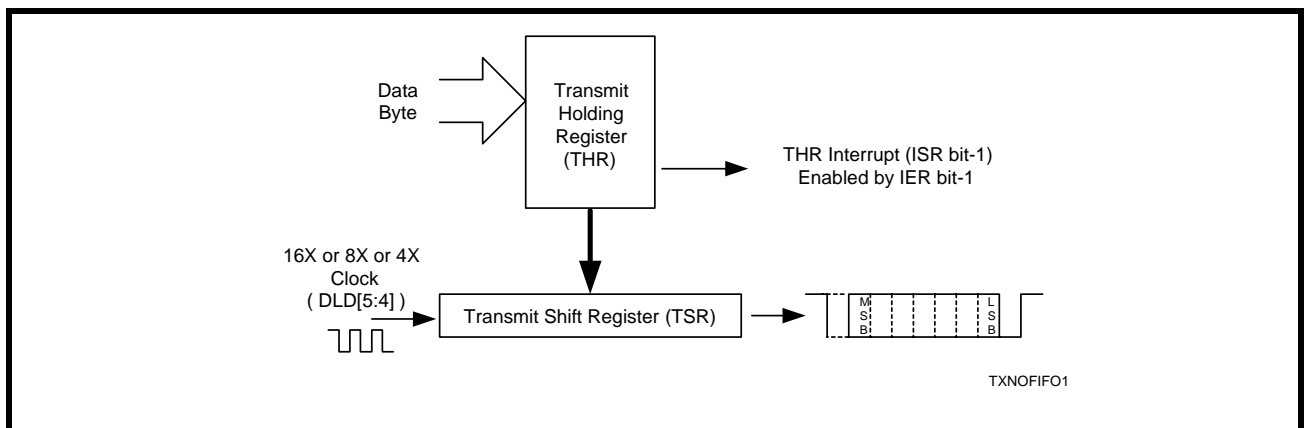 Data
Byte
Transmit
Holding
Register
(THR)
THR Interrupt (ISR bit-1)
Enabled by IER bit-1
16X or 8X or 4X
Clock
( DLD[5:4] )
Transmit Shift Register (TSR)
M
S
B
L
S
B
TXNOFIFO1